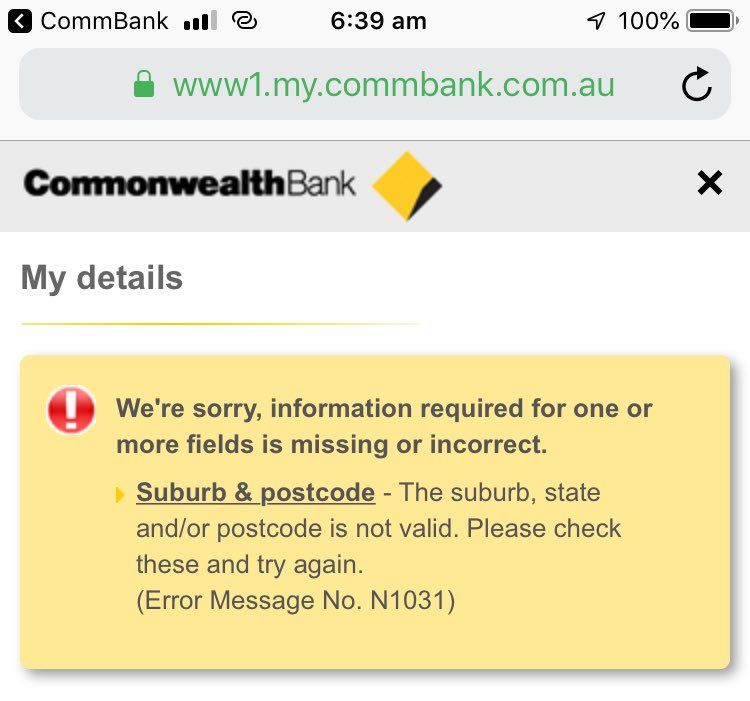 CommBank 6:39 am 100%
www1.my.commbank.com.au
CommonwealthBank
My details
We're sorry, information required for one or
more fields is missing or incorrect.
Suburb & postcode - The suburb, state
and/or postcode is not valid. Please check
these and try again.
(Error Message No. N1031)